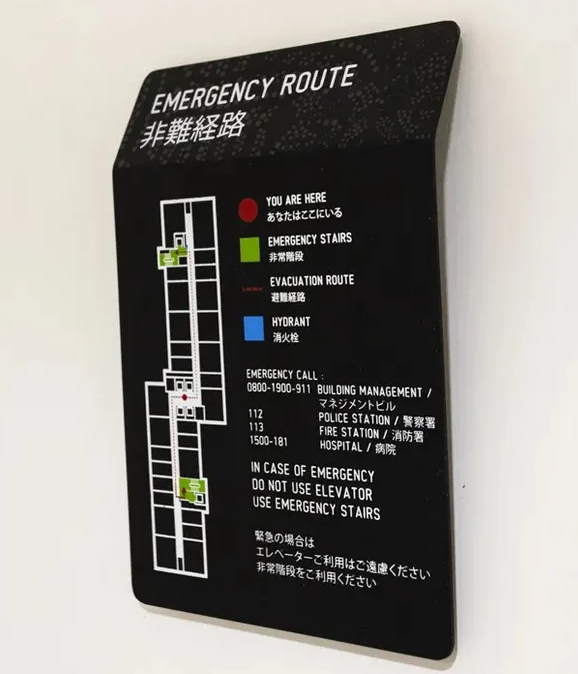 EMERGENCY ROUTE
非難経路
YOU ARE HERE
あなたはここにいる
EMERGENCY STAIRS
非常階段
EVACUATION ROUTE
避難経路
HYDRANT
消火栓
EMERGENCY CALL :
0800-1900-911 BUILDING MANAGEMENT /
マネジメントビル
112 POLICE STATION / 警察署
113 FIRE STATION / 消防署
1500-181 HOSPITAL / 病院
IN CASE OF EMERGENCY
DO NOT USE ELEVATOR
USE EMERGENCY STAIRS
緊急の場合は
エレベーターご利用はご遠慮ください
非常階段をご利用ください